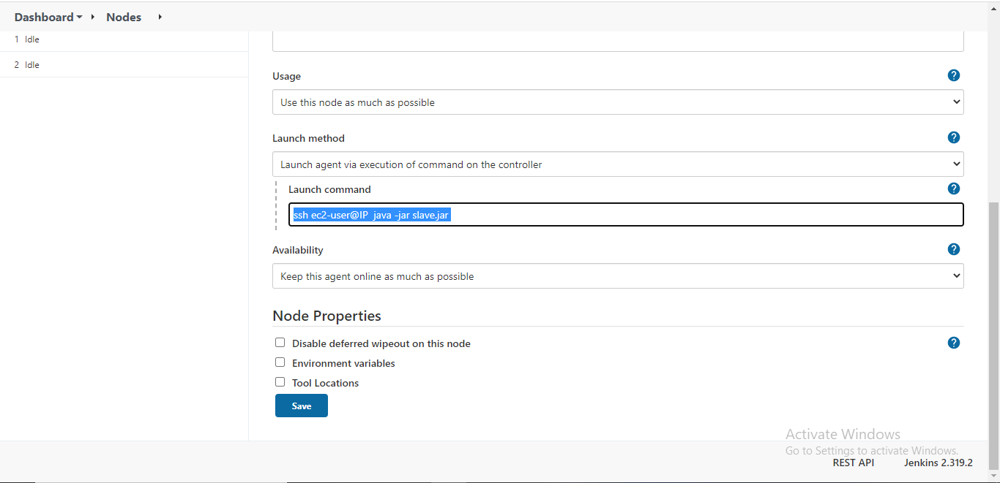 Dashboard Nodes
1 Idle
2 Idle
Usage ?
Use this node as much as possible
Launch method ?
Launch agent via execution of command on the controller
Launch command ?
ssh ec2-user@IP  java -jar slave.jar
Availability ?
Keep this agent online as much as possible
Node Properties
Disable deferred wipeout on this node ?
Environment variables
Tool Locations
Save
Activate Windows
Go to Settings to activate Windows.
REST API Jenkins 2.319.2